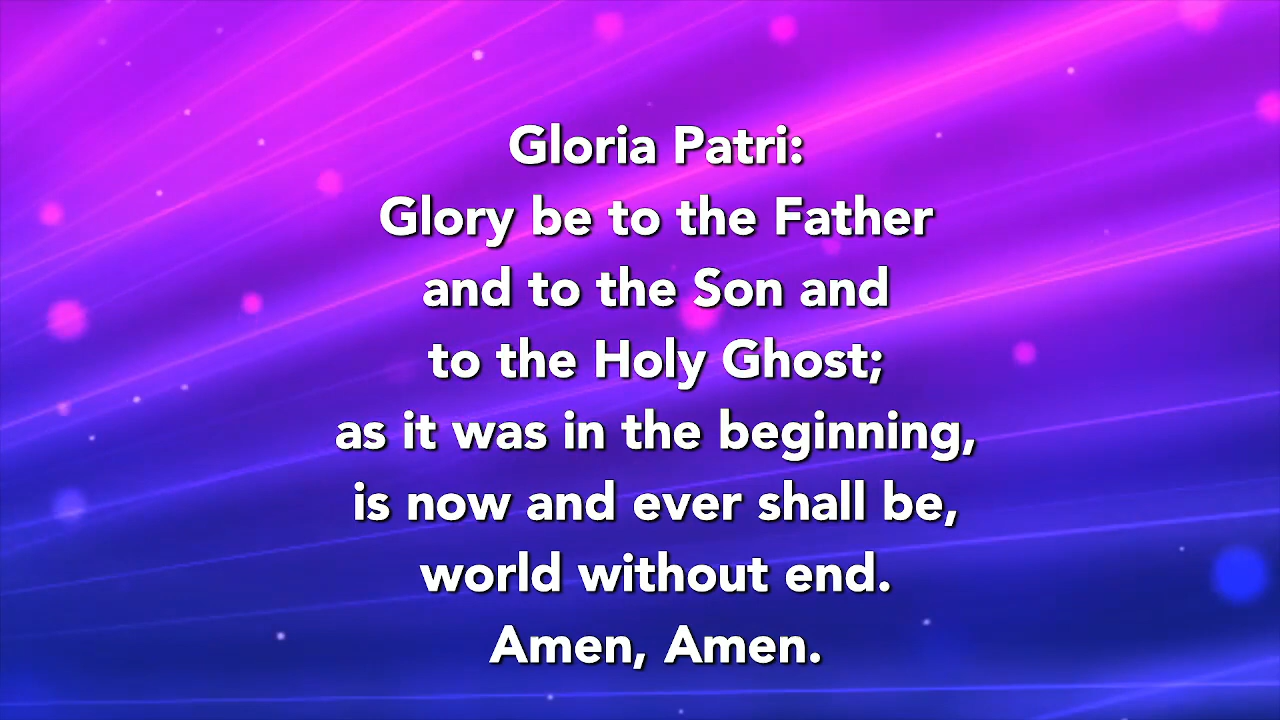 Gloria Patri:
Glory be to the Father
and to the Son and
to the Holy Ghost;
as it was in the beginning,
is now and ever shall be,
world without end.
Amen, Amen.